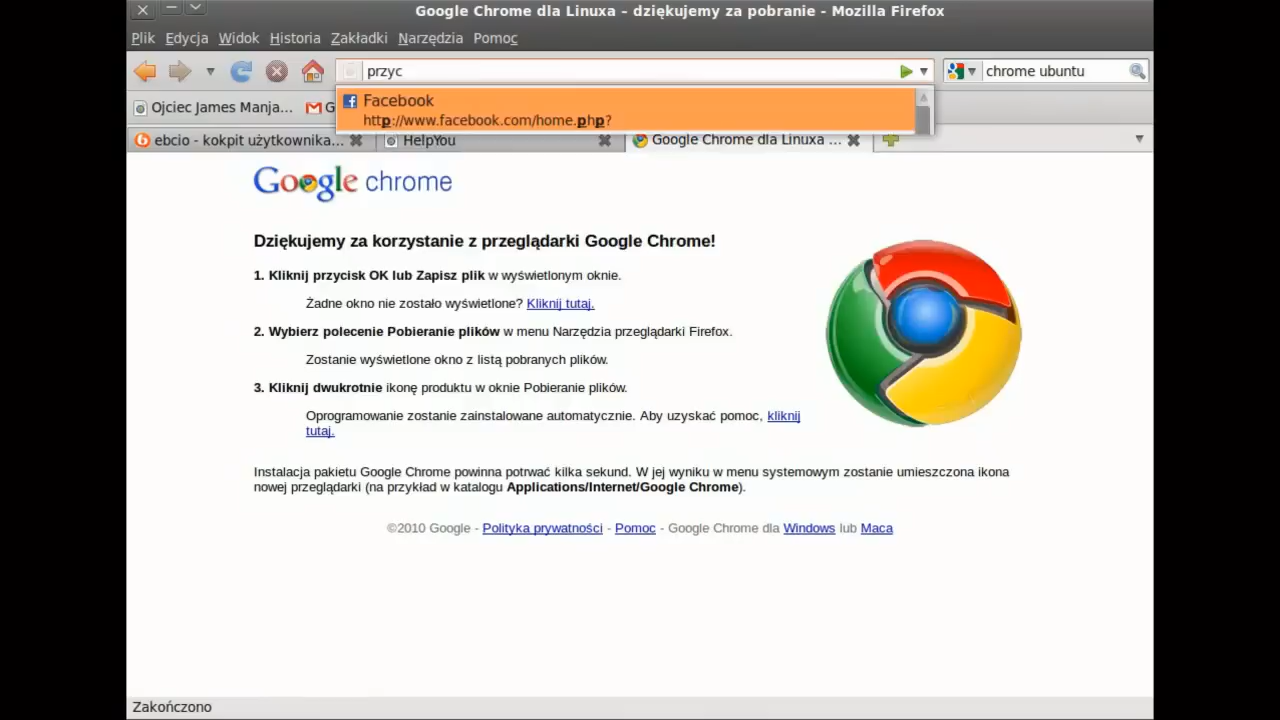 Google Chrome dla Linuxa – dziękujemy za pobranie - Mozilla Firefox
Plik Edycja Widok Historia Zakładki Narzędzia Pomoc
przyc
chrome ubuntu
Facebook
http://www.facebook.com/home.php?
Ojciec James Manja... G
ebcio - kokpit użytkownika...
HelpYou
Google Chrome dla Linuxa ...
Google chrome
Dziękujemy za korzystanie z przeglądarki Google Chrome!
1. Kliknij przycisk OK lub Zapisz plik w wyświetlonym oknie.
Żadne okno nie zostało wyświetlone? Kliknij tutaj.
2. Wybierz polecenie Pobieranie plików w menu Narzędzia przeglądarki Firefox.
Zostanie wyświetlone okno z listą pobranych plików.
3. Kliknij dwukrotnie ikonę produktu w oknie Pobieranie plików.
Oprogramowanie zostanie zainstalowane automatycznie. Aby uzyskać pomoc, kliknij
tutaj.
Instalacja pakietu Google Chrome powinna potrwać kilka sekund. W jej wyniku w menu systemowym zostanie umieszczona ikona
nowej przeglądarki (na przykład w katalogu Applications/Internet/Google Chrome).
©2010 Google - Polityka prywatności - Pomoc - Google Chrome dla Windows lub Maca
Zakończono